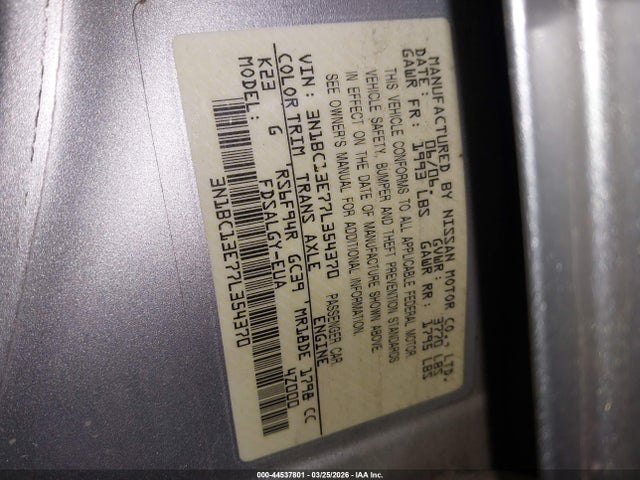 MANUFACTURED BY NISSAN MOTOR CO., LTD.
DATE: 06/06 GVWR: 3720 LBS
GAWR FR: 1993 LBS GAWR RR: 1795 LBS
THIS VEHICLE CONFORMS TO ALL APPLICABLE FEDERAL MOTOR
VEHICLE SAFETY, BUMPER AND THEFT PREVENTION STANDARDS
IN EFFECT ON THE DATE OF MANUFACTURE SHOWN ABOVE.
SEE OWNER'S MANUAL FOR ADDITIONAL INFORMATION.
VIN: 3N1BC13E77L354370 PASSENGER CAR
COLOR TRIM TRANS AXLE ENGINE
K23 G RS6F94R GC39 MR18DE 1798 CC
MODEL: FDSALGY-EUA 4Z000
3N1BC13E77L354370
000-44537801 | 03/25/2026 | IAA Inc.